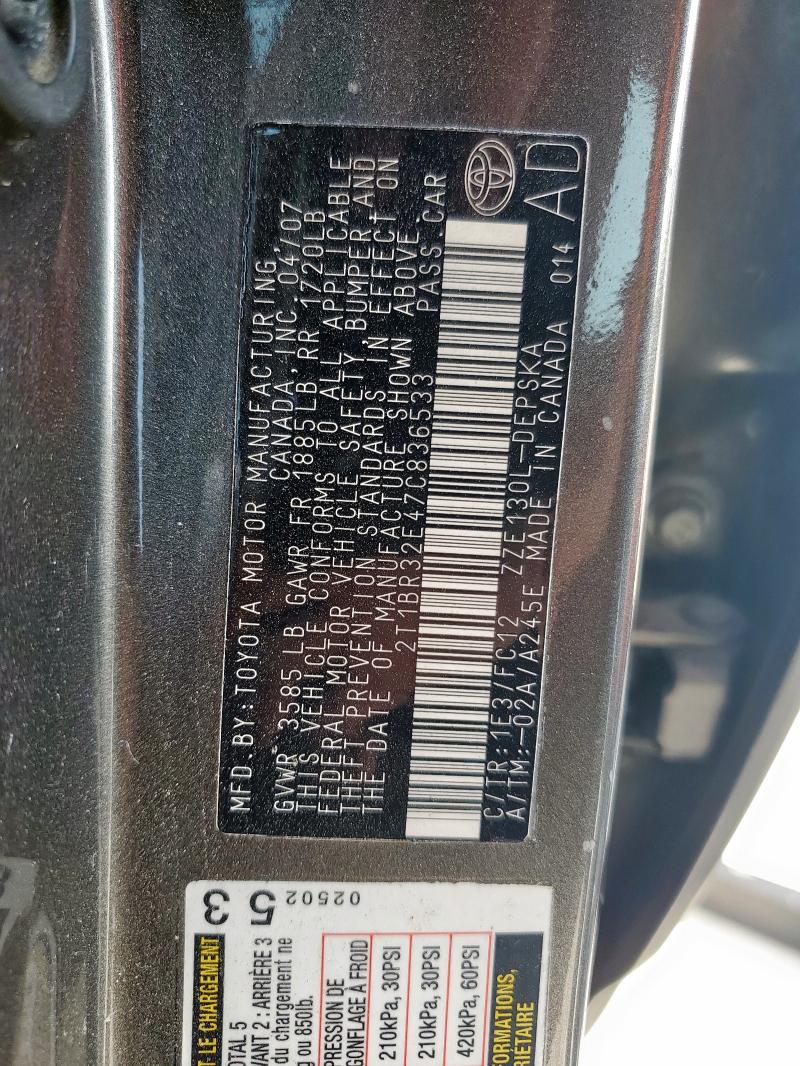 MFD.BY:TOYOTA MOTOR MANUFACTURING,
CANADA,INC. 04/07
GVWR 3585LB GAWR FR 1885LB,RR 1720LB
THIS VEHICLE CONFORMS TO ALL APPLICABLE
FEDERAL MOTOR VEHICLE SAFETY, BUMPER,AND
THEFT PREVENTION STANDARDS IN EFFECT ON
THE DATE OF MANUFACTURE SHOWN ABOVE.
2T1BR32E47C836533 PASS.CAR
C/TR:1E3/FC12 ZZE130L-DEPSKA
A/TM:-02A/A245E MADE IN CANADA 014 AD
3
5
02502
T LE CHARGEMENT
OTAL 5
VANT 2 : ARRIÈRE 3
du chargement ne
g ou 850lb.
PRESSION DE
GONFLAGE À FROID
210kPa, 30PSI
210kPa, 30PSI
420kPa, 60PSI
FORMATIONS,
RIÉTAIRE